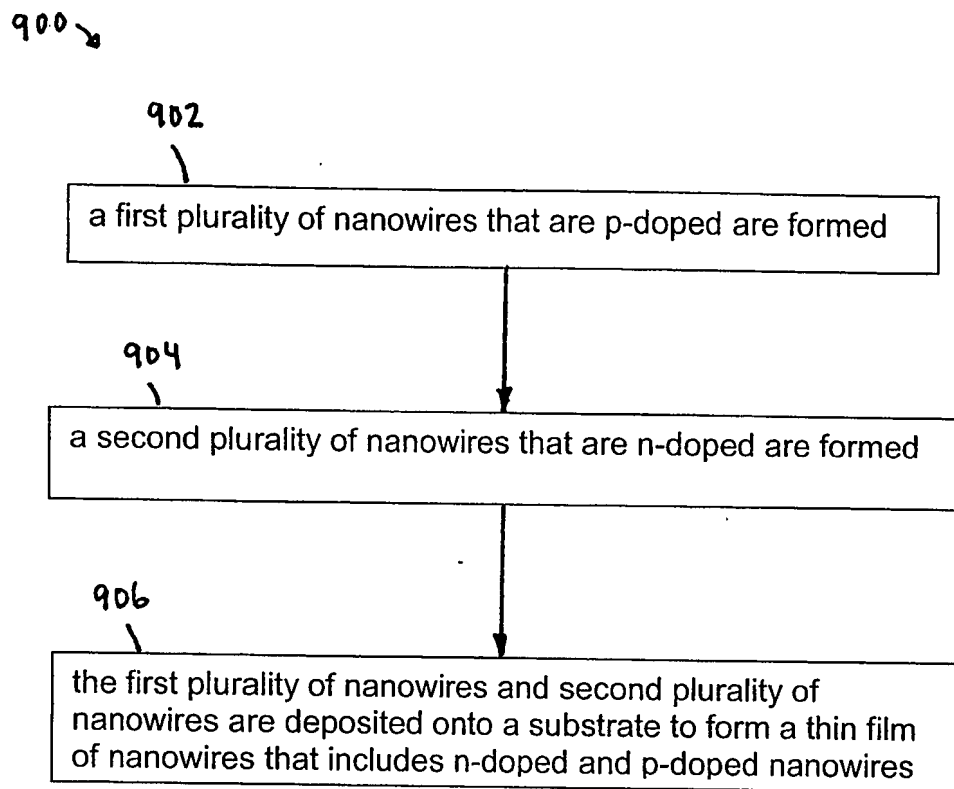 900
902
a first plurality of nanowires that are p-doped are formed
904
a second plurality of nanowires that are n-doped are formed
906
the first plurality of nanowires and second plurality of
nanowires are deposited onto a substrate to form a thin film
of nanowires that includes n-doped and p-doped nanowires